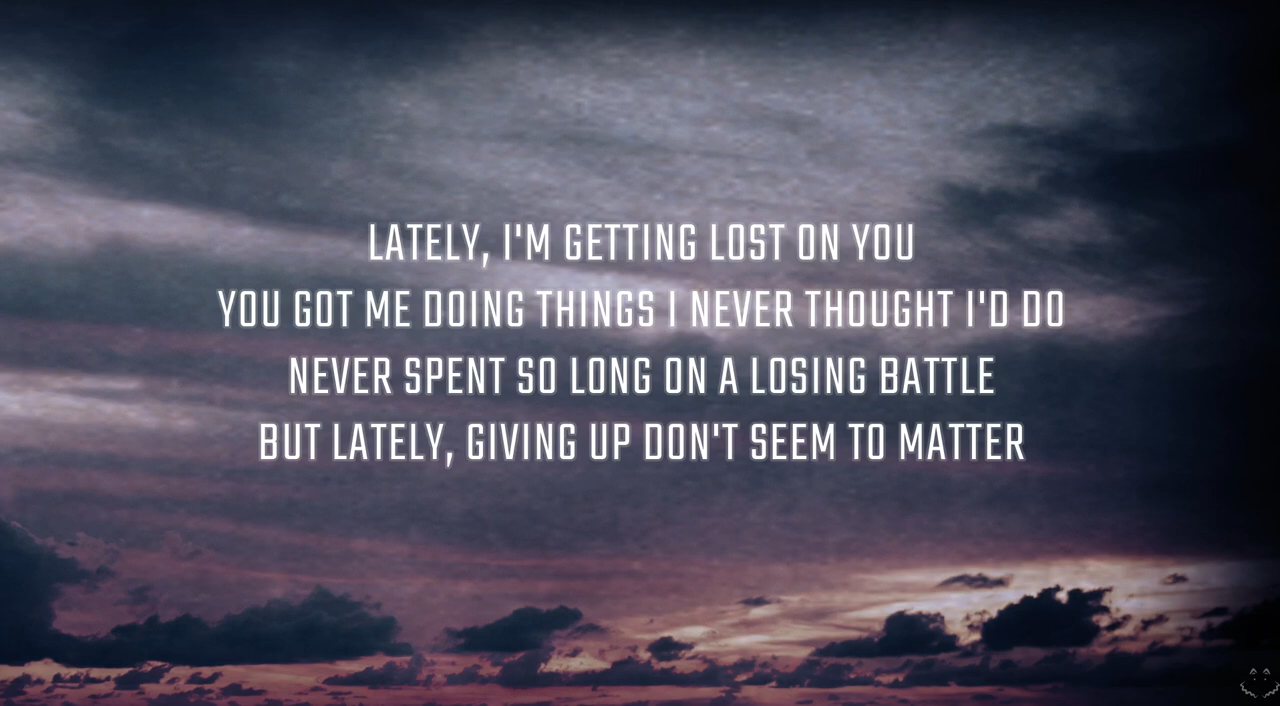 LATELY, I'M GETTING LOST ON YOU
YOU GOT ME DOING THINGS I NEVER THOUGHT I'D DO
NEVER SPENT SO LONG ON A LOSING BATTLE
BUT LATELY, GIVING UP DON'T SEEM TO MATTER